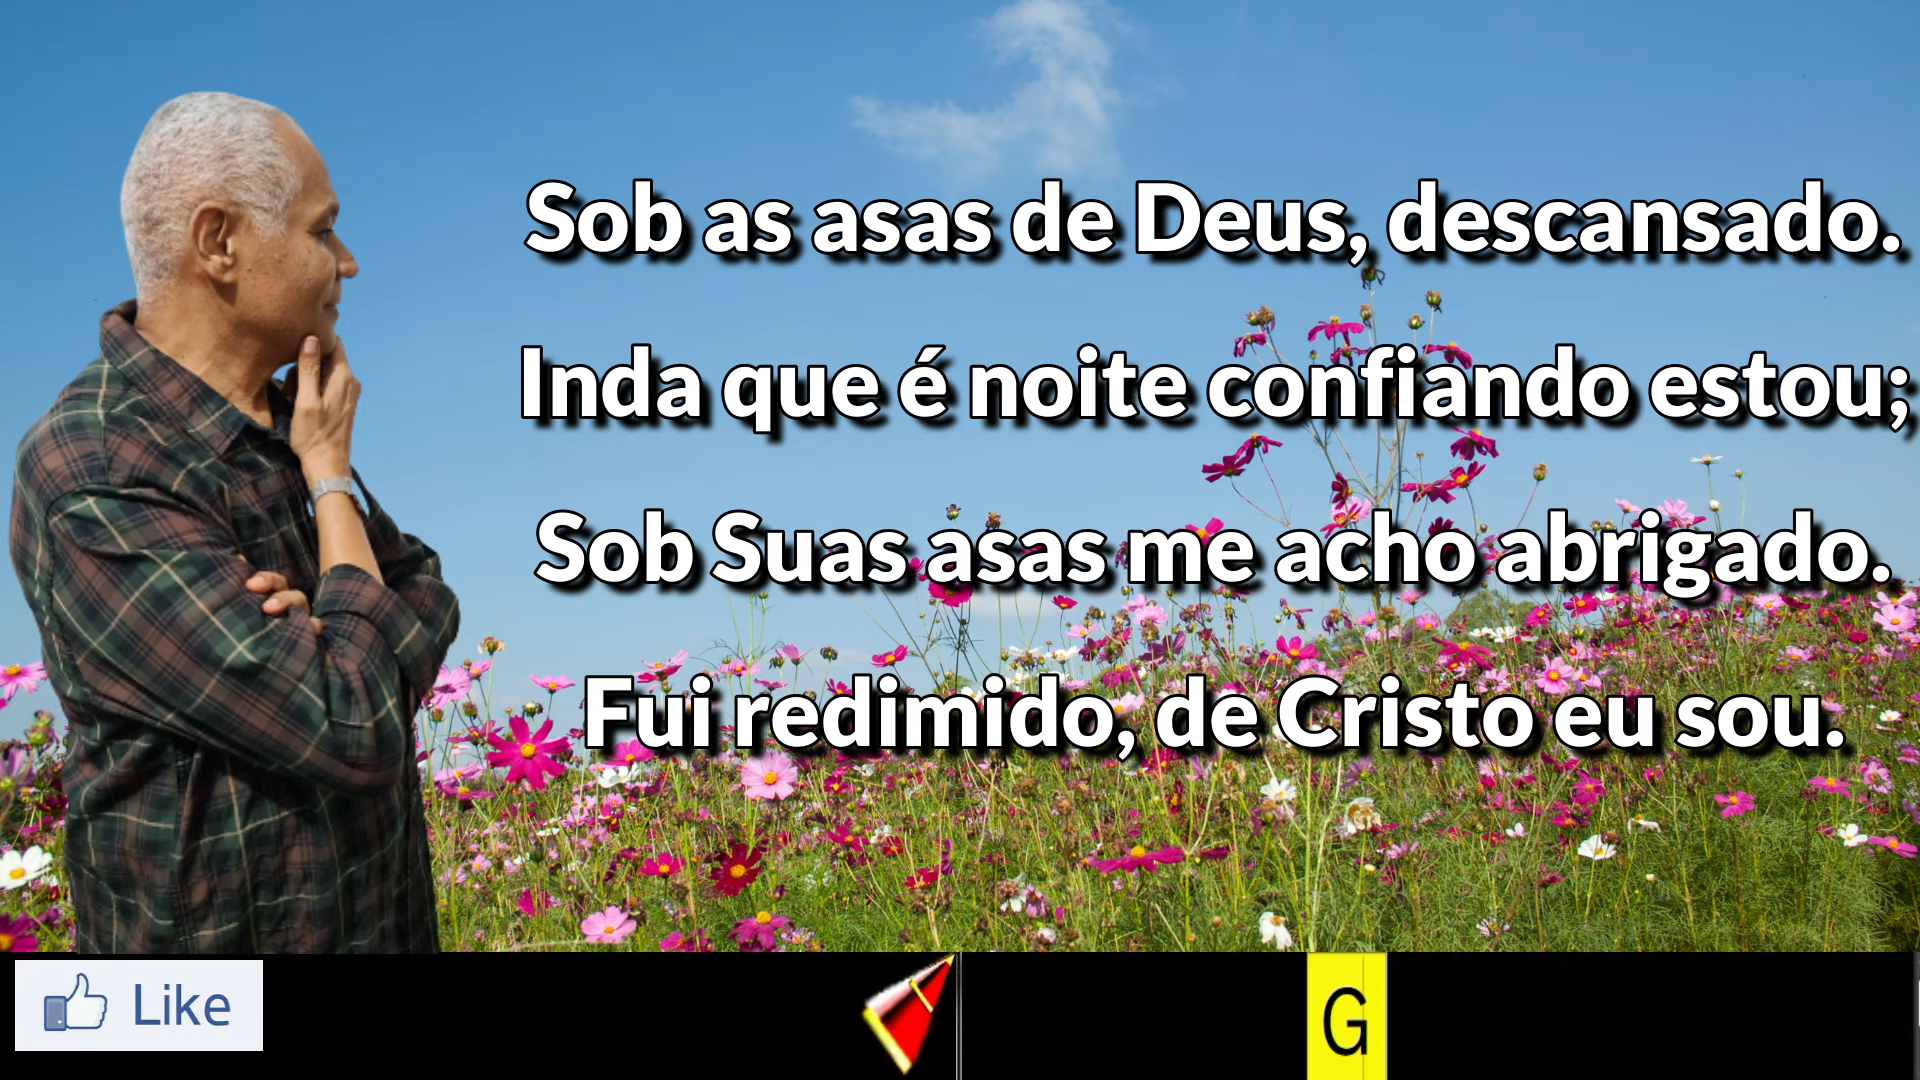 Sob as asas de Deus, descansado.
Inda que é noite confiando estou;
Sob Suas asas me acho abrigado.
Fui redimido, de Cristo eu sou.
Like
G